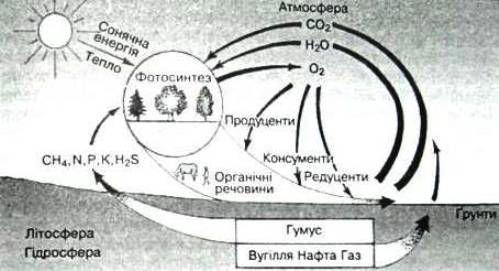 Атмосфера
Сонячна
енергія
Тепло
CO2
H2O
O2
Фотосинтез
Продуценти
Консументи
Редуценти
CH4, N, P, K, H2S
Органічні
речовини
Ґрунти
Літосфера
Гідросфера
Гумус
Вугілля Нафта Газ